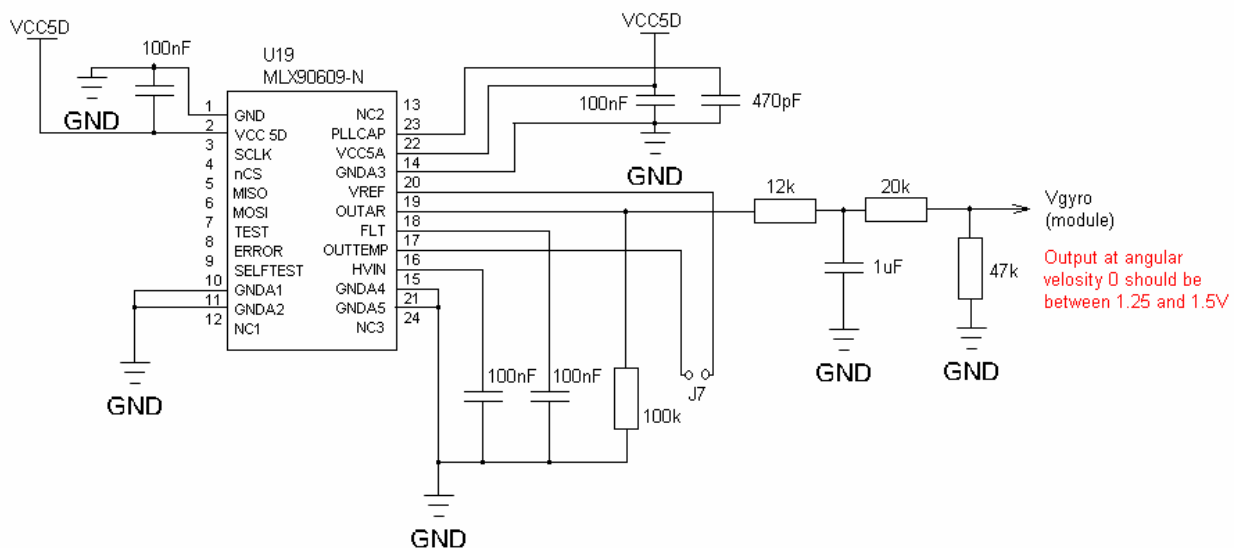 VCC5D
100nF
GND
U19
MLX90609-N
1 GND
2 VCC 5D
3 SCLK
4 nCS
5 MISO
6 MOSI
7 TEST
8 ERROR
9 SELFTEST
10 GNDA1
11 GNDA2
12 NC1
NC2 13
PLLCAP 23
VCC5A 22
GNDA3 14
VREF 20
OUTAR 19
FLT 18
OUTTEMP 17
HVIN 16
GNDA4 15
GNDA5 21
NC3 24
GND
VCC5D
100nF
470pF
GND
12k
20k
Vgyro
(module)
1uF
47k
Output at angular
velosity 0 should be
between 1.25 and 1.5V
GND
GND
100nF
100nF
100k
J7
GND